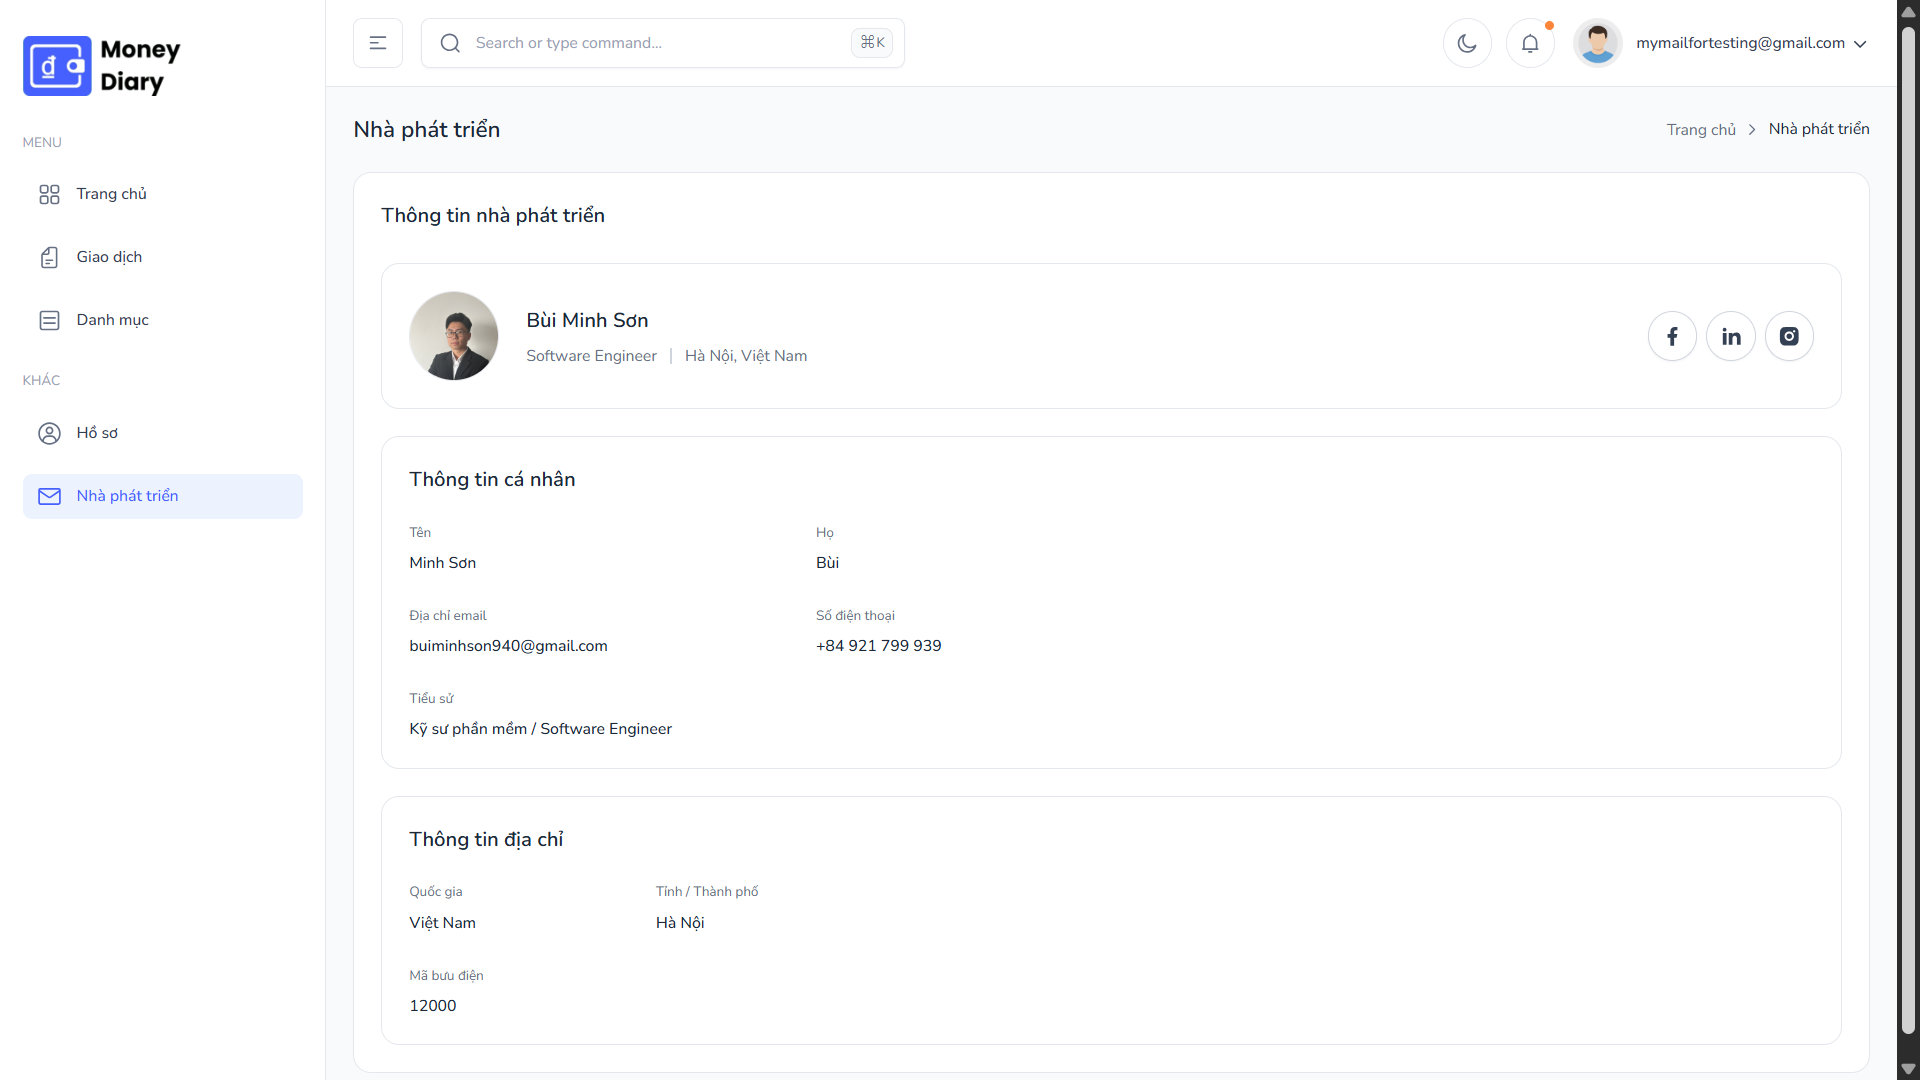 Money
Diary
Search or type command...
⌘K
mymailfortesting@gmail.com
MENU
Trang chủ
Giao dịch
Danh mục
KHÁC
Hồ sơ
Nhà phát triển
Nhà phát triển
Trang chủ > Nhà phát triển
Thông tin nhà phát triển
Bùi Minh Sơn
Software Engineer | Hà Nội, Việt Nam
Thông tin cá nhân
Tên
Minh Sơn
Họ
Bùi
Địa chỉ email
buiminhson940@gmail.com
Số điện thoại
+84 921 799 939
Tiểu sử
Kỹ sư phần mềm / Software Engineer
Thông tin địa chỉ
Quốc gia
Việt Nam
Tỉnh / Thành phố
Hà Nội
Mã bưu điện
12000